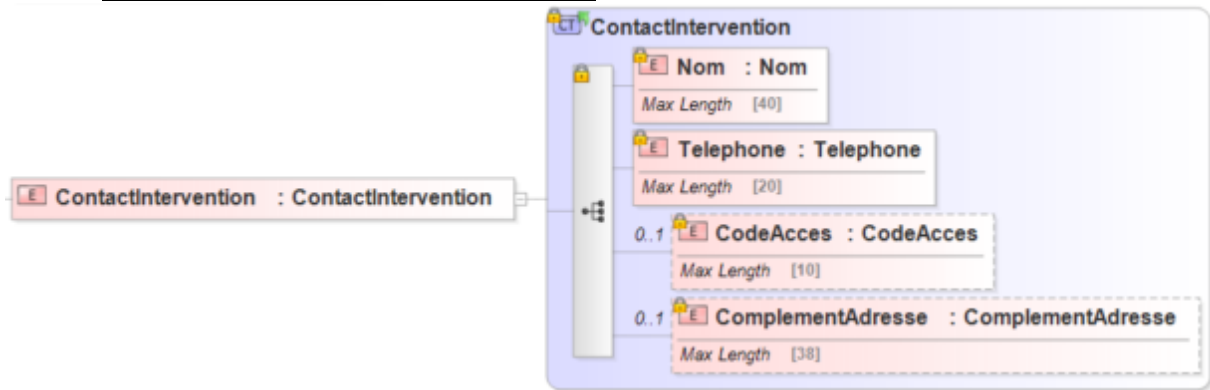 CT ContactIntervention
E Nom : Nom
Max Length [40]
E Telephone : Telephone
Max Length [20]
E ContactIntervention : ContactIntervention
0..1 E CodeAcces : CodeAcces
Max Length [10]
0..1 E ComplementAdresse : ComplementAdresse
Max Length [38]